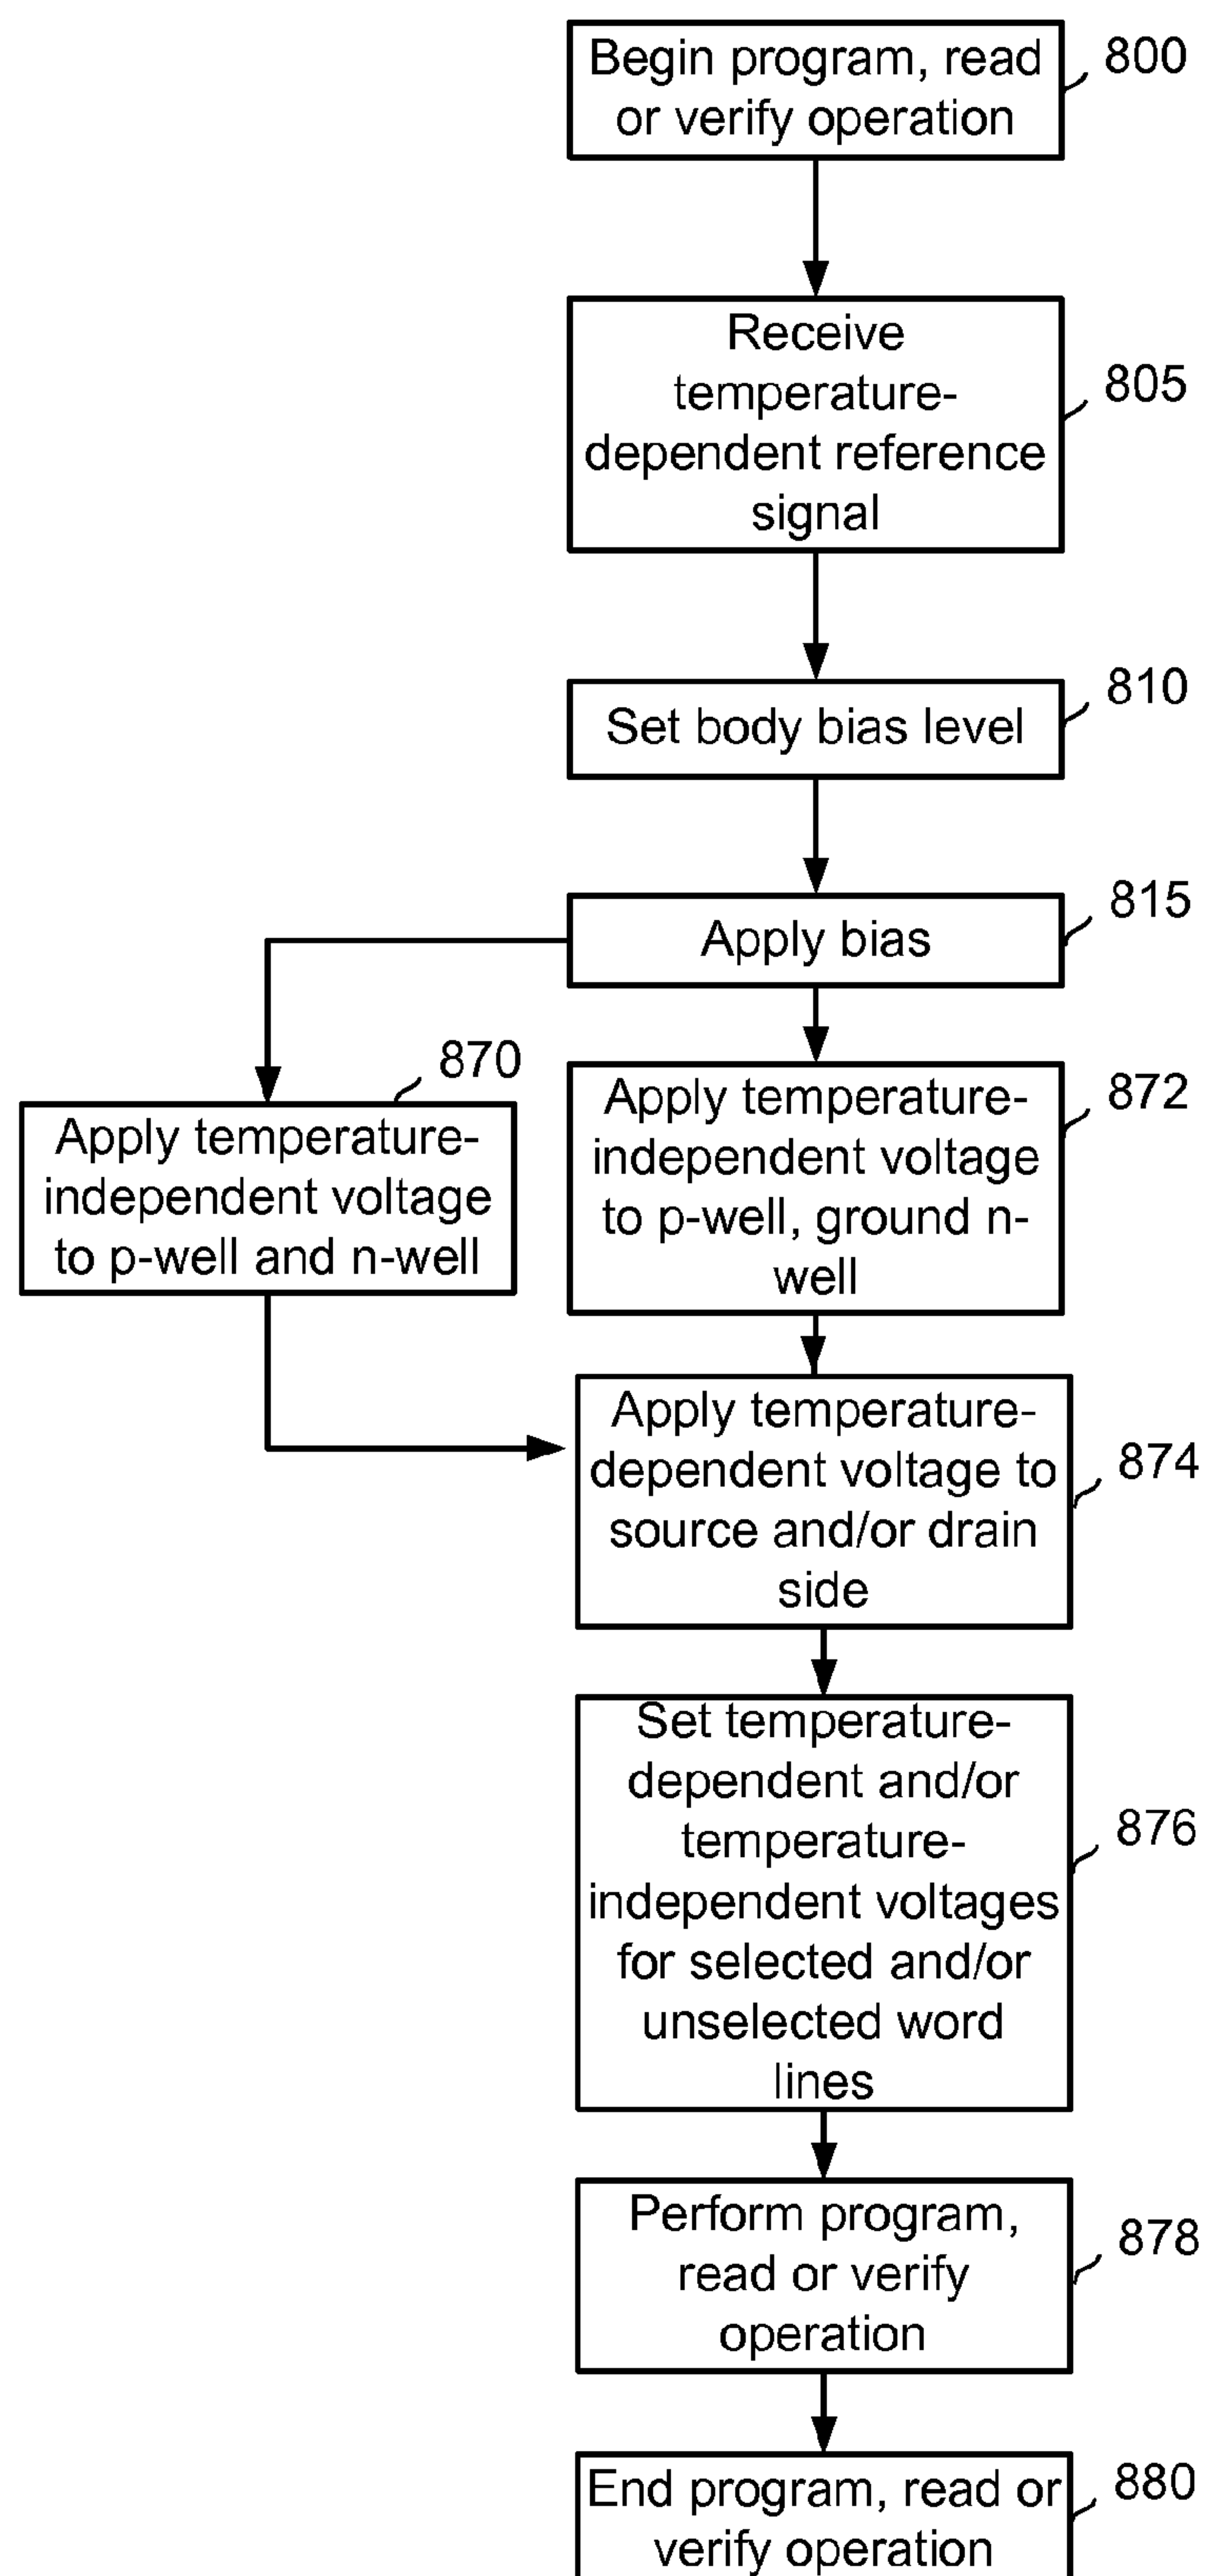 Begin program, read
or verify operation
800
Receive
temperature-
dependent reference
signal
805
Set body bias level
810
Apply bias
815
870
Apply temperature-
independent voltage
to p-well and n-well
Apply temperature-
independent voltage
to p-well, ground n-
well
872
Apply temperature-
dependent voltage to
source and/or drain
side
874
Set temperature-
dependent and/or
temperature-
independent voltages
for selected and/or
unselected word
lines
876
Perform program,
read or verify
operation
878
End program, read or
verify operation
880